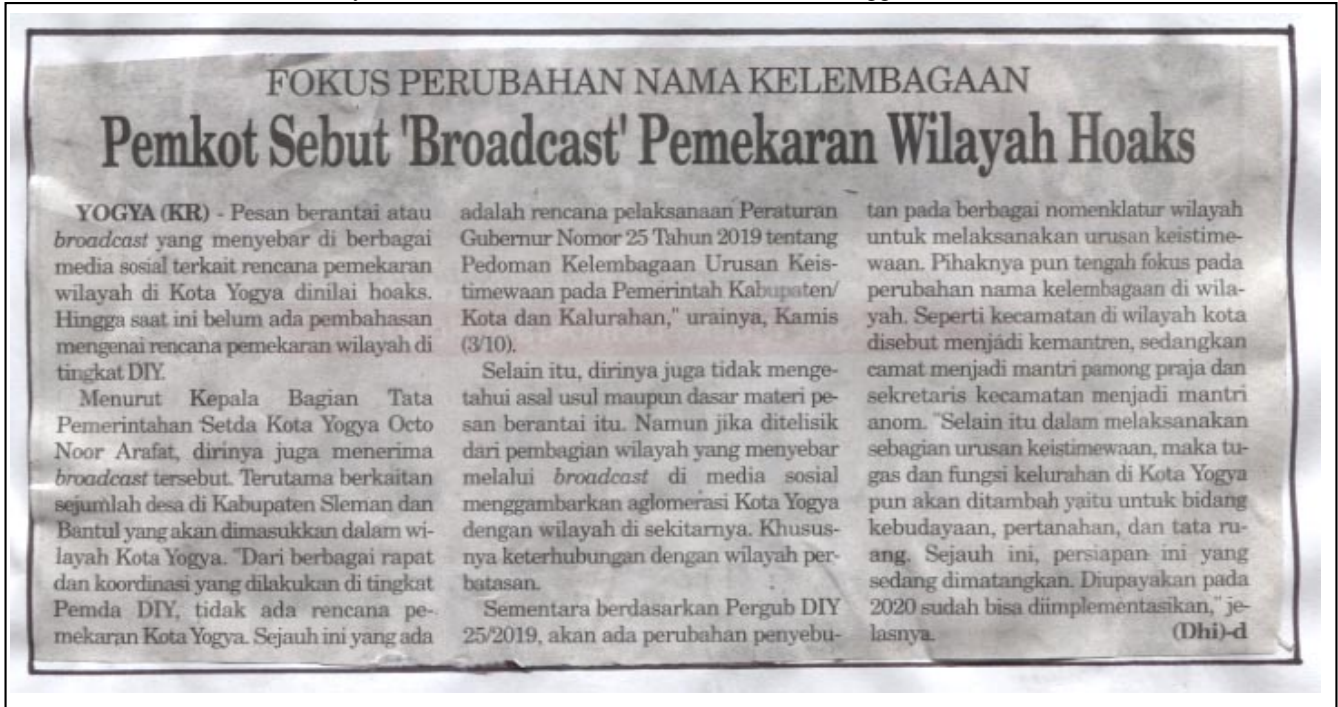 FOKUS PERUBAHAN NAMA KELEMBAGAAN
Pemkot Sebut 'Broadcast' Pemekaran Wilayah Hoaks
YOGYA (KR) - Pesan berantai atau
broadcast yang menyebar di berbagai
media sosial terkait rencana pemekaran
wilayah di Kota Yogya dinilai hoaks.
Hingga saat ini belum ada pembahasan
mengenai rencana pemekaran wilayah di
tingkat DIY.
Menurut Kepala Bagian Tata
Pemerintahan Setda Kota Yogya Octo
Noor Arafat, dirinya juga menerima
broadcast tersebut. Terutama berkaitan
sejumlah desa di Kabupaten Sleman dan
Bantul yang akan dimasukkan dalam wi-
layah Kota Yogya. "Dari berbagai rapat
dan koordinasi yang dilakukan di tingkat
Pemda DIY, tidak ada rencana pe-
mekaran Kota Yogya. Sejauh ini yang ada
adalah rencana pelaksanaan Peraturan
Gubernur Nomor 25 Tahun 2019 tentang
Pedoman Kelembagaan Urusan Keis-
timewaan pada Pemerintah Kabupaten/
Kota dan Kalurahan," urainya, Kamis
(3/10).
Selain itu, dirinya juga tidak menge-
tahui asal usul maupun dasar materi pe-
san berantai itu. Namun jika ditelisik
dari pembagian wilayah yang menyebar
melalui broadcast di media sosial
menggambarkan aglomerasi Kota Yogya
dengan wilayah di sekitarnya. Khusus-
nya keterhubungan dengan wilayah per-
batasan.
Sementara berdasarkan Pergub DIY
25/2019, akan ada perubahan penyebu-
tan pada berbagai nomenklatur wilayah
untuk melaksanakan urusan keistime-
waan. Pihaknya pun tengah fokus pada
perubahan nama kelembagaan di wila-
yah. Seperti kecamatan di wilayah kota
disebut menjadi kemantren, sedangkan
camat menjadi mantri pamong praja dan
sekretaris kecamatan menjadi mantri
anom. "Selain itu dalam melaksanakan
sebagian urusan keistimewaan, maka tu-
gas dan fungsi kelurahan di Kota Yogya
pun akan ditambah yaitu untuk bidang
kebudayaan, pertanahan, dan tata ru-
ang. Sejauh ini, persiapan ini yang
sedang dimatangkan. Diupayakan pada
2020 sudah bisa diimplementasikan," je-
lasnya. (Dhi)-d